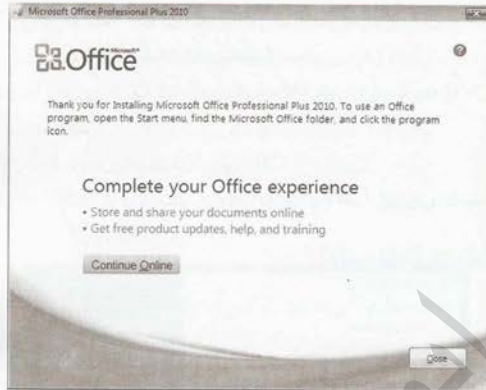 Microsoft Office Professional Plus 2010
Microsoft
Office
Thank you for installing Microsoft Office Professional Plus 2010. To use an Office
program, open the Start menu, find the Microsoft Office folder, and click the program
icon.
Complete your Office experience
• Store and share your documents online
• Get free product updates, help, and training
Continue Online
Close